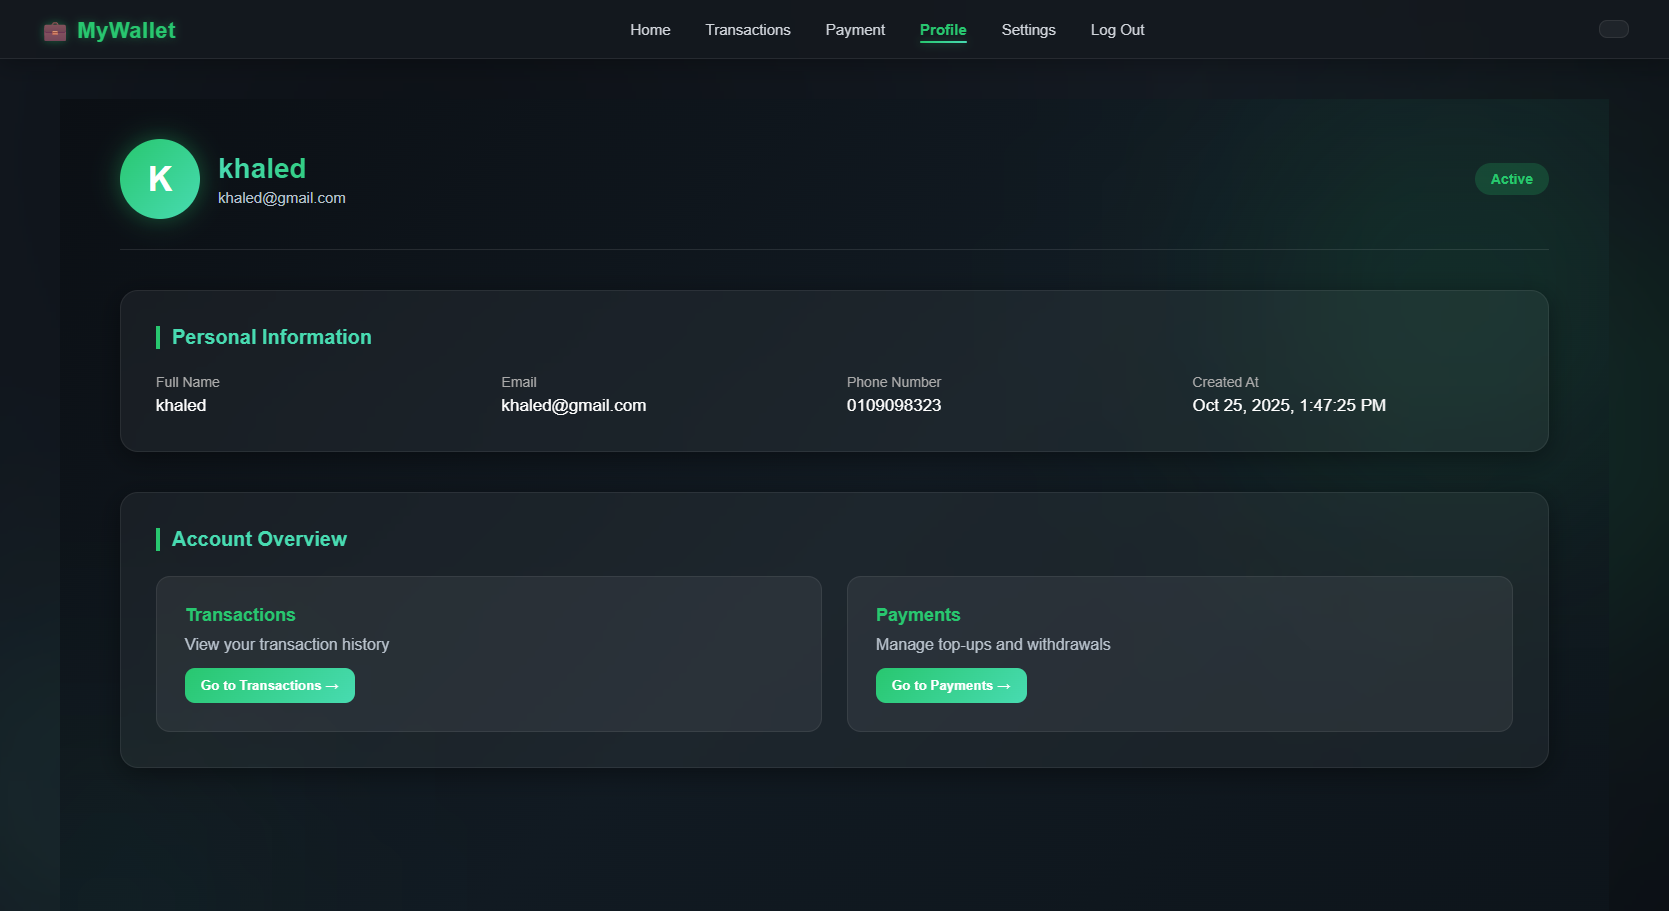 MyWallet
Home Transactions Payment Profile Settings Log Out
K
khaled
khaled@gmail.com
Active
Personal Information
Full Name
khaled
Email
khaled@gmail.com
Phone Number
0109098323
Created At
Oct 25, 2025, 1:47:25 PM
Account Overview
Transactions
View your transaction history
Go to Transactions →
Payments
Manage top-ups and withdrawals
Go to Payments →